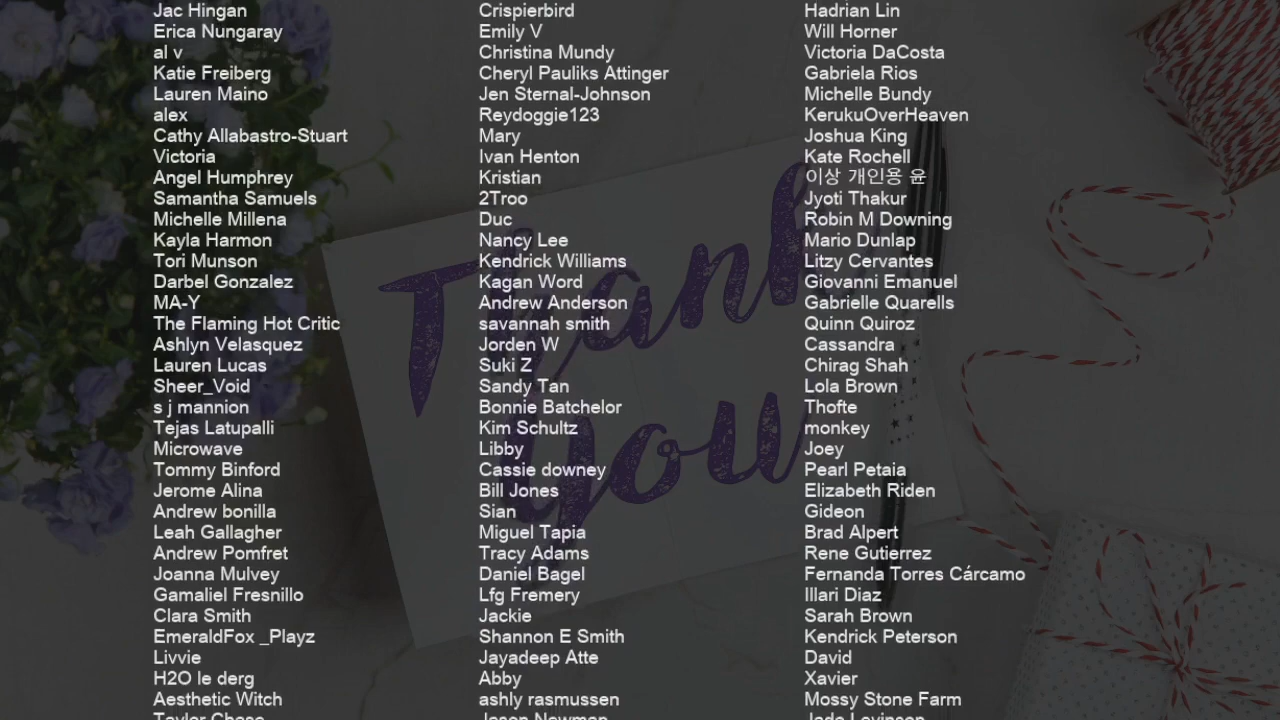 Jac Hingan
Erica Nungaray
al v
Katie Freiberg
Lauren Maino
alex
Cathy Allabastro-Stuart
Victoria
Angel Humphrey
Samantha Samuels
Michelle Millena
Kayla Harmon
Tori Munson
Darbel Gonzalez
MA-Y
The Flaming Hot Critic
Ashlyn Velasquez
Lauren Lucas
Sheer_Void
s j mannion
Tejas Latupalli
Microwave
Tommy Binford
Jerome Alina
Andrew bonilla
Leah Gallagher
Andrew Pomfret
Joanna Mulvey
Gamaliel Fresnillo
Clara Smith
EmeraldFox _Playz
Livvie
H2O le derg
Aesthetic Witch
Taylor Chase
Crispierbird
Emily V
Christina Mundy
Cheryl Pauliks Attinger
Jen Sternal-Johnson
Reydoggie123
Mary
Ivan Henton
Kristian
2Troo
Duc
Nancy Lee
Kendrick Williams
Kagan Word
Andrew Anderson
savannah smith
Jorden W
Suki Z
Sandy Tan
Bonnie Batchelor
Kim Schultz
Libby
Cassie downey
Bill Jones
Sian
Miguel Tapia
Tracy Adams
Daniel Bagel
Lfg Fremery
Jackie
Shannon E Smith
Jayadeep Atte
Abby
ashly rasmussen
Jason Newman
Hadrian Lin
Will Horner
Victoria DaCosta
Gabriela Rios
Michelle Bundy
KerukuOverHeaven
Joshua King
Kate Rochell
이상 개인용 윤
Jyoti Thakur
Robin M Downing
Mario Dunlap
Litzy Cervantes
Giovanni Emanuel
Gabrielle Quarells
Quinn Quiroz
Cassandra
Chirag Shah
Lola Brown
Thofte
monkey
Joey
Pearl Petaia
Elizabeth Riden
Gideon
Brad Alpert
Rene Gutierrez
Fernanda Torres Cárcamo
Illari Diaz
Sarah Brown
Kendrick Peterson
David
Xavier
Mossy Stone Farm
Jade Levinson
Thank
you